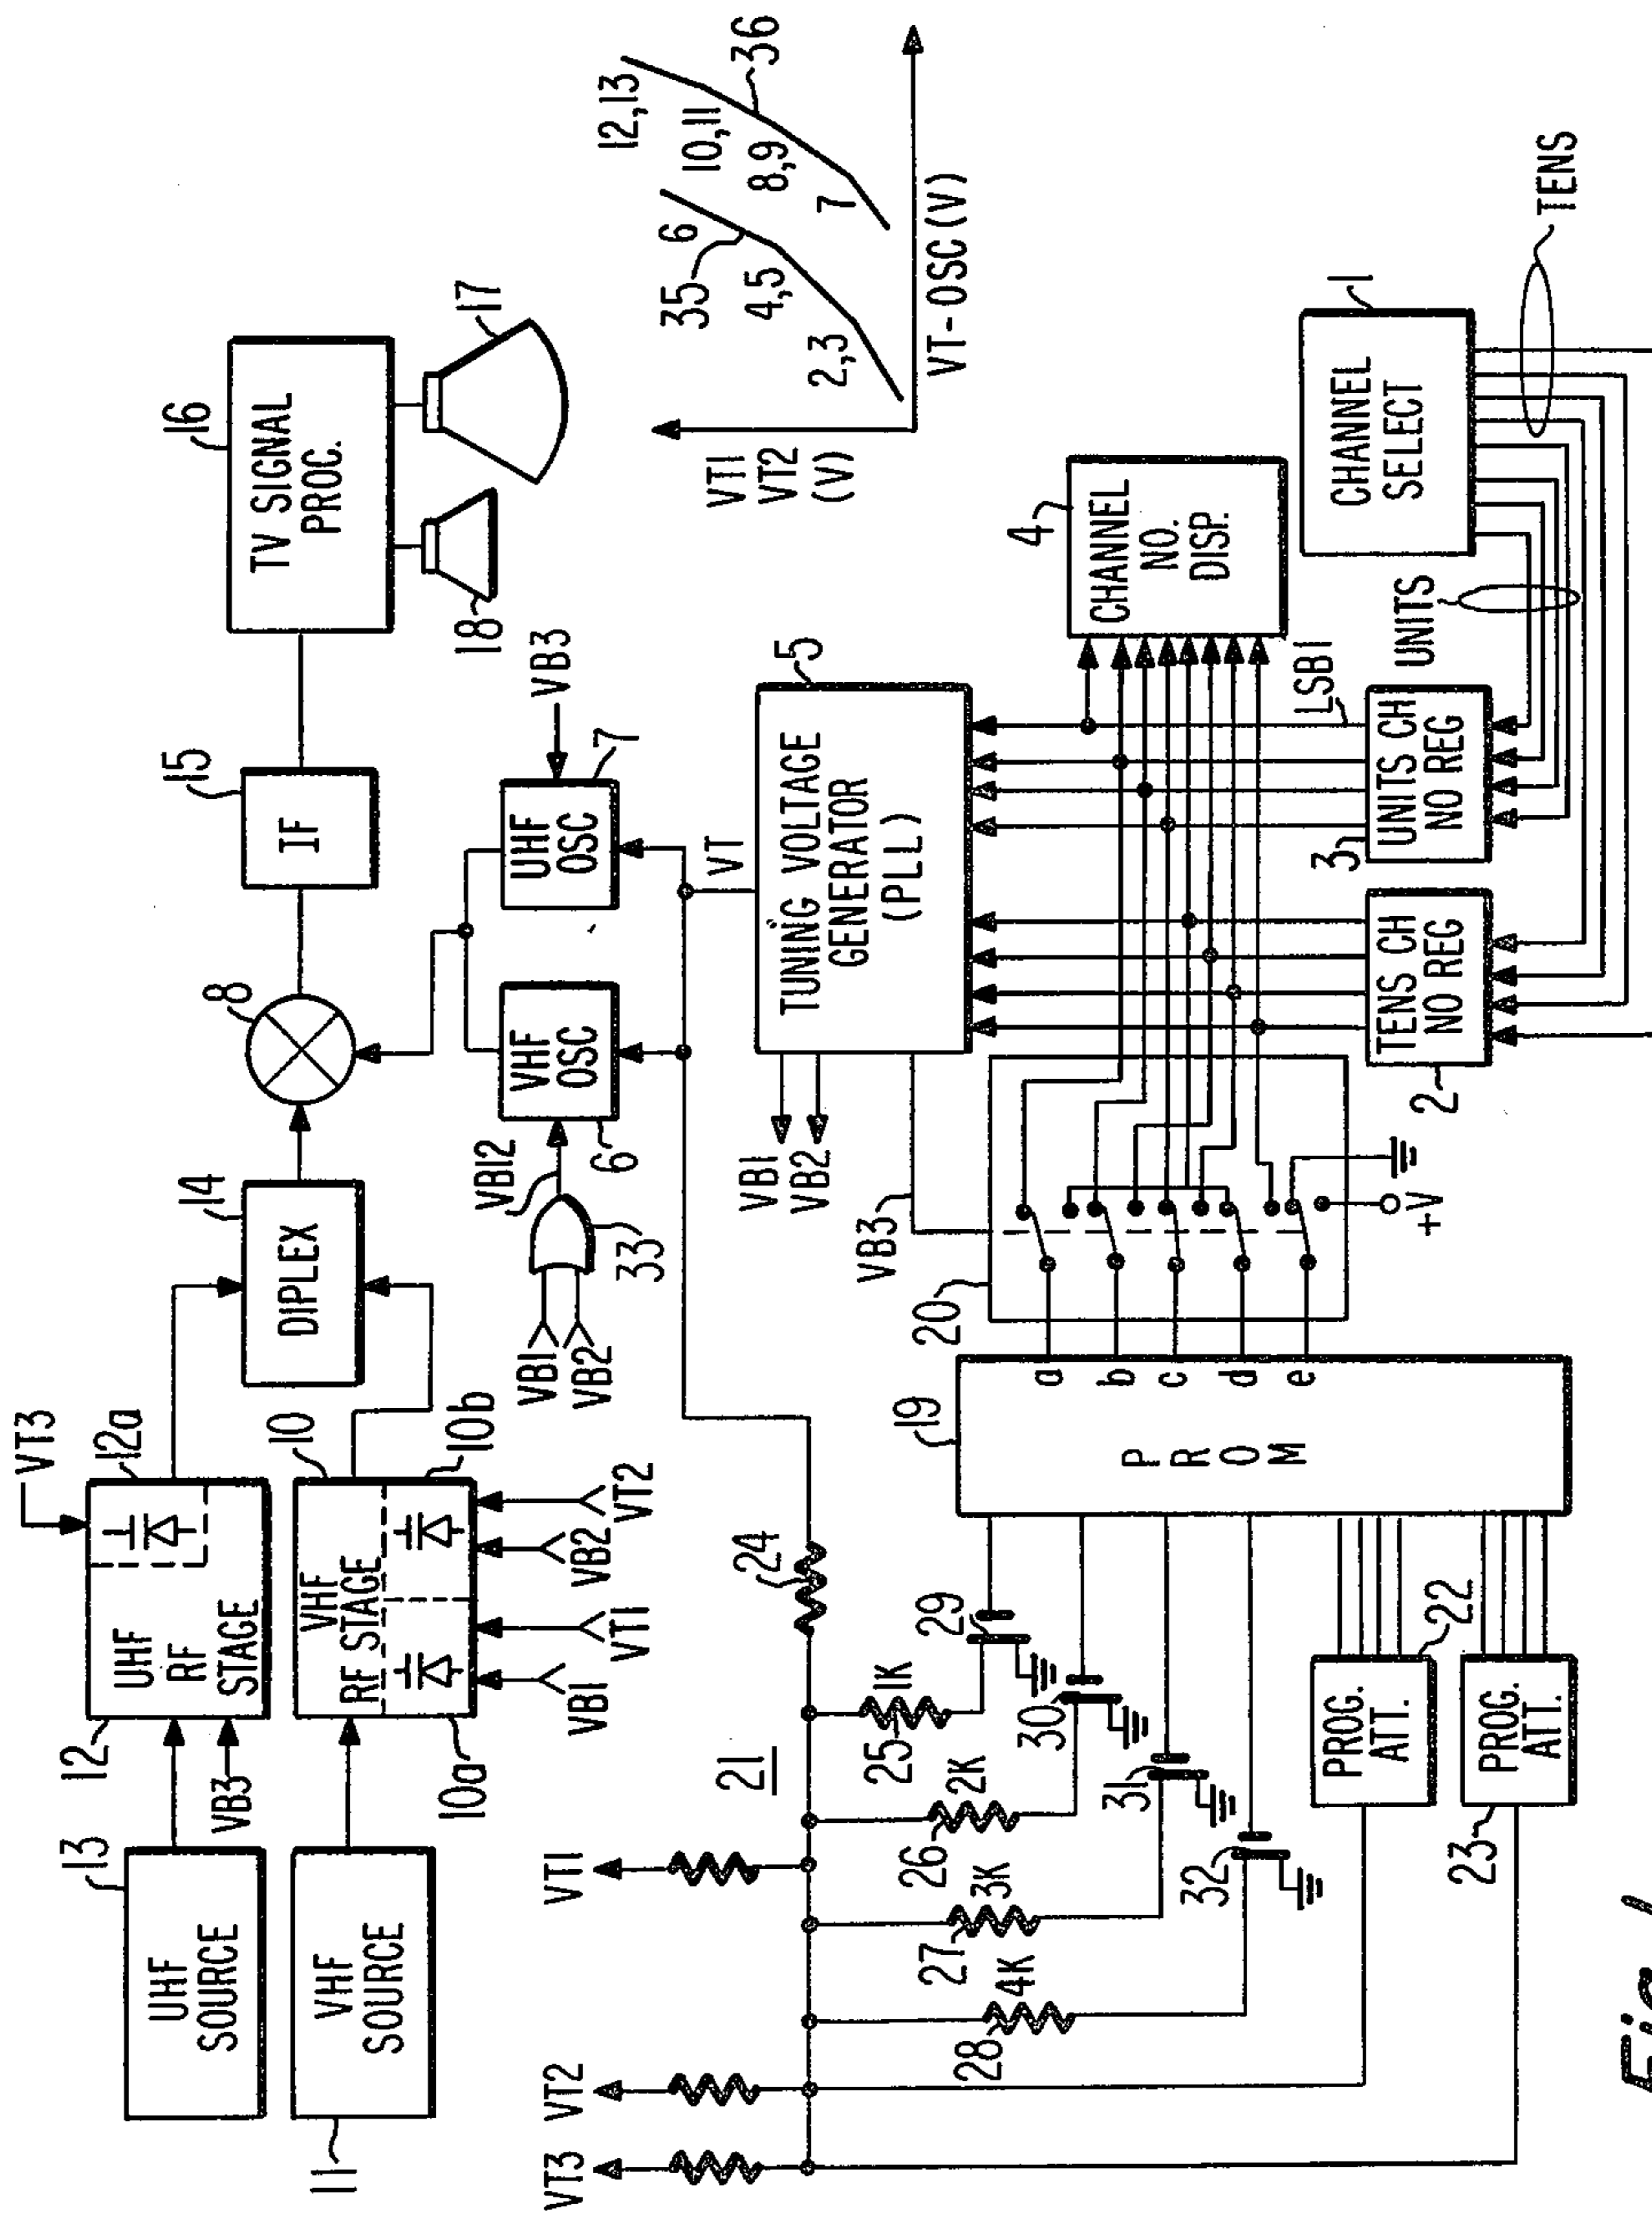 VT3
13
UHF
SOURCE
12
UHF
RF
STAGE
12a
VB3
11
VHF
SOURCE
10
VHF
RF STAGE
10a
10b
VB1
VT1
VB2
VT2
14
DIPLEX
8
15
IF
16
TV SIGNAL
PROC.
18
17
VB1
VB2
33
VB12
VHF
OSC
6
UHF
OSC
7
VB3
VT3
VT2
VT1
21
24
VT
VB1
VB2
VB3
5
TUNING VOLTAGE
GENERATOR
(PLL)
VT1
VT2
(V)
VT-OSC (V)
35
2,3
4,5
6
7
8,9
10,11
12,13
36
28
4K
27
3K
26
2K
25
1K
32
31
30
29
19
PROM
a
b
c
d
e
20
+V
22
PROG.
ATT.
23
PROG.
ATT.
2
TENS CH
NO REG
3
UNITS CH
NO REG
LSB1
4
CHANNEL
NO.
DISP.
UNITS
1
CHANNEL
SELECT
TENS